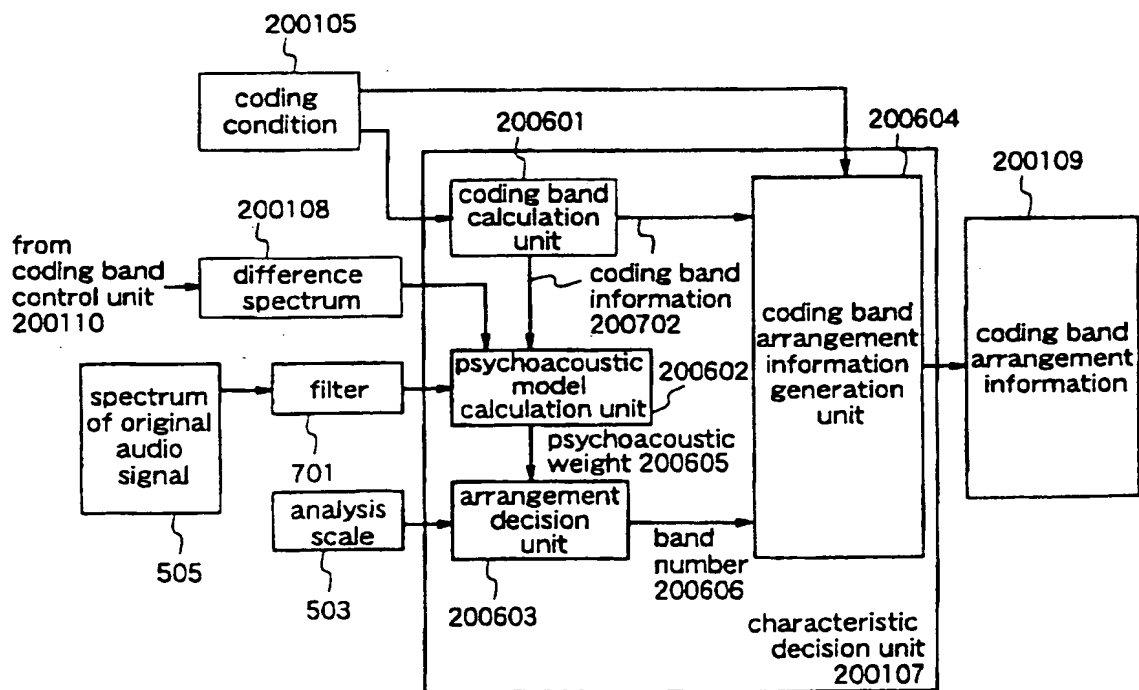 200105
coding
condition
200601
200604
200109
coding band
calculation
unit
200108
from
coding band
control unit
200110
difference
spectrum
coding band
information
200702
coding band
arrangement
information
generation
unit
coding band
arrangement
information
spectrum
of original
audio
signal
filter
psychoacoustic
model
calculation unit
200602
701
psychoacoustic
weight 200605
analysis
scale
arrangement
decision
unit
band
number
200606
505
503
200603
characteristic
decision unit
200107